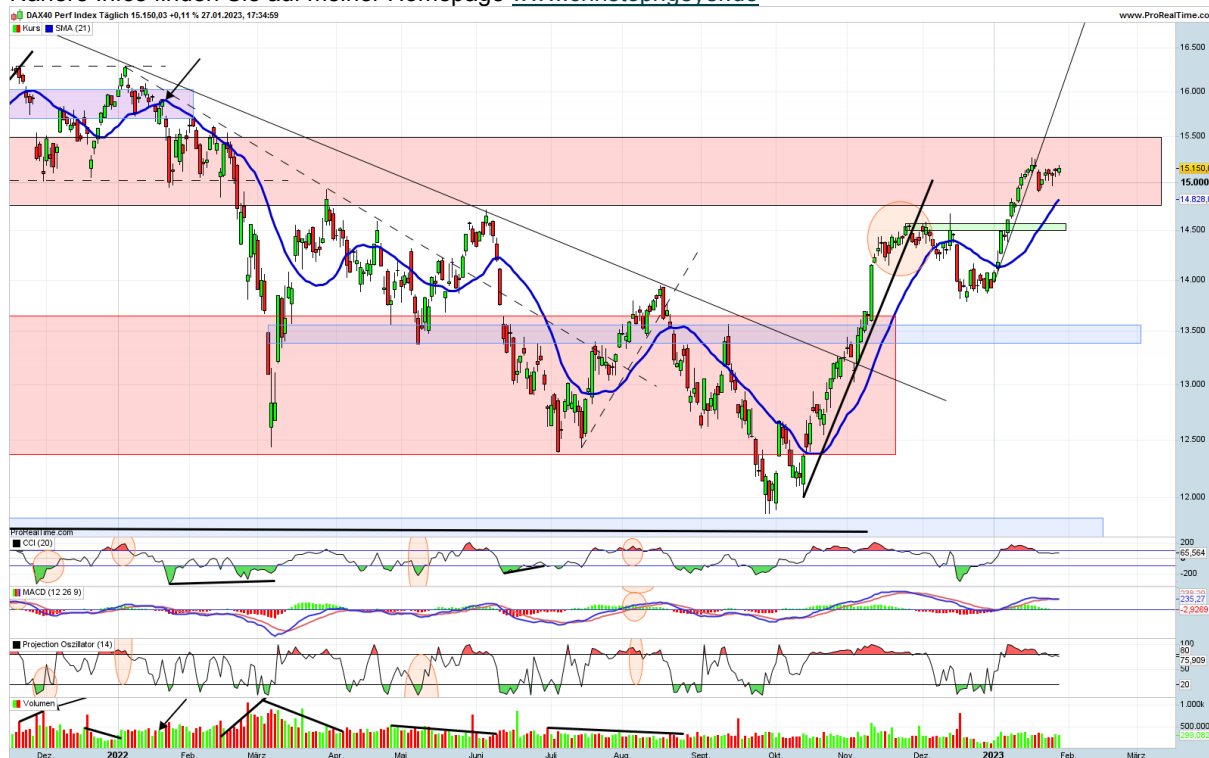 DAX40 Perf Index Täglich 15.150,03 +0,11 % 27.01.2023, 17:34:59
www.ProRealTime.co
Kurs SMA (21)
16.500
16.000
15.500
15.150,
15.000
14.828,
14.500
14.000
13.500
13.000
12.500
12.000
ProRealTime.com
CCI (20)
200
65,564
-200
MACD (12 26 9)
235,27
-2,9269
Projection Oszillator (14)
100
80
75,909
20
Volumen
1.000k
500.000
299.083
Dez. 2022 Feb. März Apr. Mai Juni Juli Aug. Sept. Okt. Nov. Dez. 2023 Feb. März